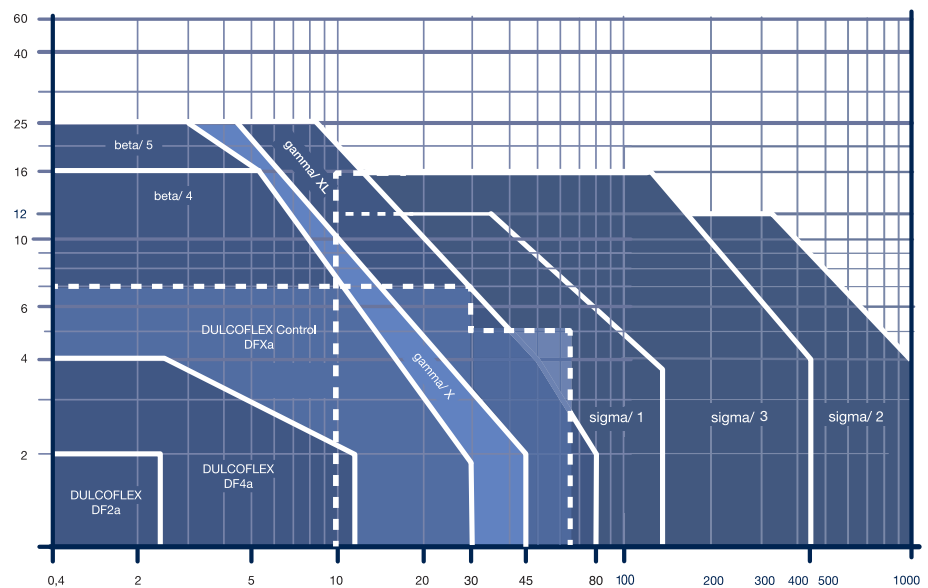 60
40
25
beta/ 5
gamma/ XL
16
beta/ 4
12
10
6
DULCOFLEX Control
DFXa
4
gamma/ X
sigma/ 1
sigma/ 3
sigma/ 2
2
DULCOFLEX
DF4a
DULCOFLEX
DF2a
0,4
2
5
10
20
30
45
80
100
200
300
400
500
1000